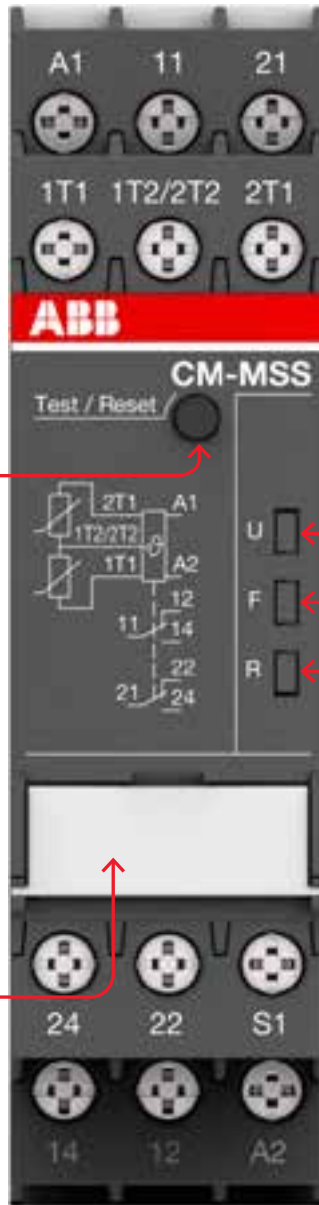 A1 11 21
1T1 1T2/2T2 2T1
ABB
CM-MSS
Test / Reset
2T1 A1
1T2/2T2
1T1 A2
12
11 14
22
21 24
U
F
R
24 22 S1
14 12 A2